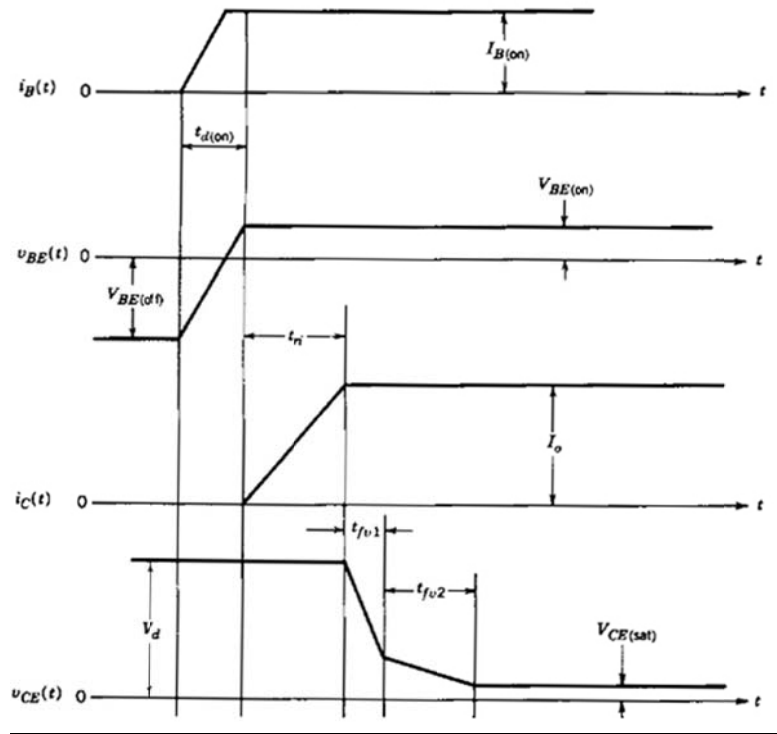 I_B(on)
i_B(t) 0 t
t_d(on)
V_BE(on)
v_BE(t) 0 t
V_BE(off)
t_ri
I_o
i_C(t) 0 t
t_fv1
t_fv2
V_d
V_CE(sat)
v_CE(t) 0 t